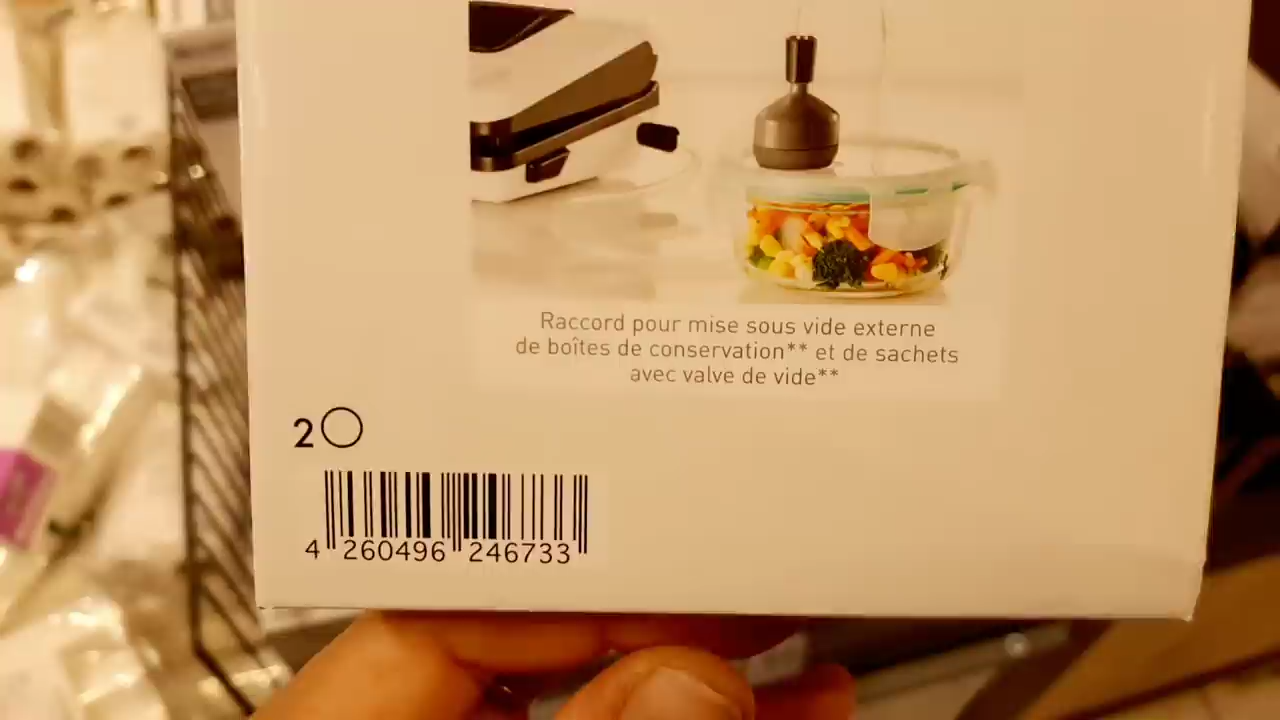 Raccord pour mise sous vide externe
de boîtes de conservation** et de sachets
avec valve de vide**
2
4 260496 246733